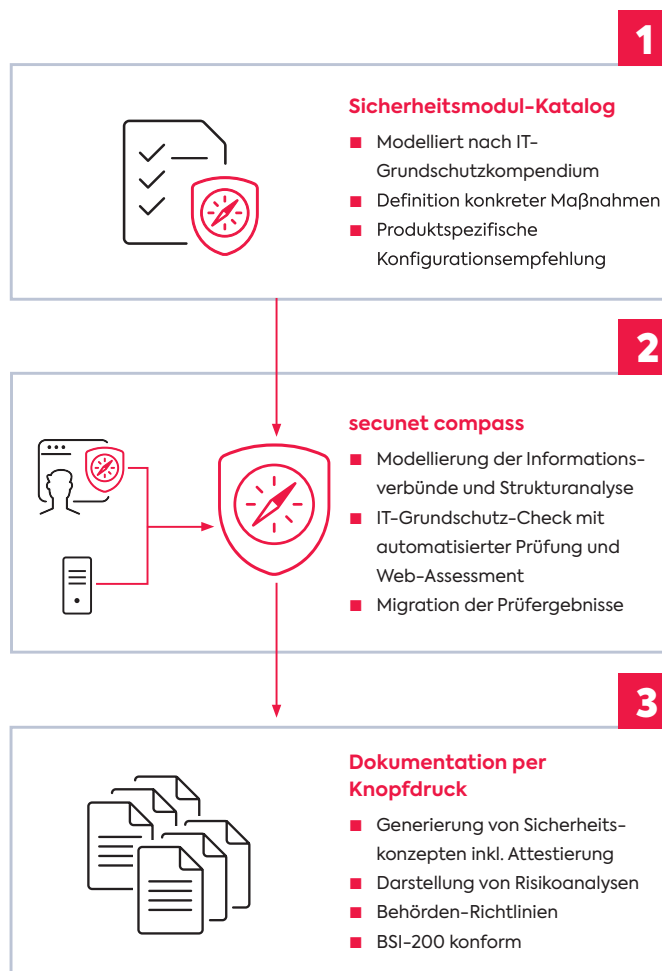 1
Sicherheitsmodul-Katalog
Modelliert nach IT-
Grundschutzkompendium
Definition konkreter Maßnahmen
Produktspezifische
Konfigurationsempfehlung
2
secunet compass
Modellierung der Informations-
verbünde und Strukturanalyse
IT-Grundschutz-Check mit
automatisierter Prüfung und
Web-Assessment
Migration der Prüfergebnisse
3
Dokumentation per
Knopfdruck
Generierung von Sicherheits-
konzepten inkl. Attestierung
Darstellung von Risikoanalysen
Behörden-Richtlinien
BSI-200 konform